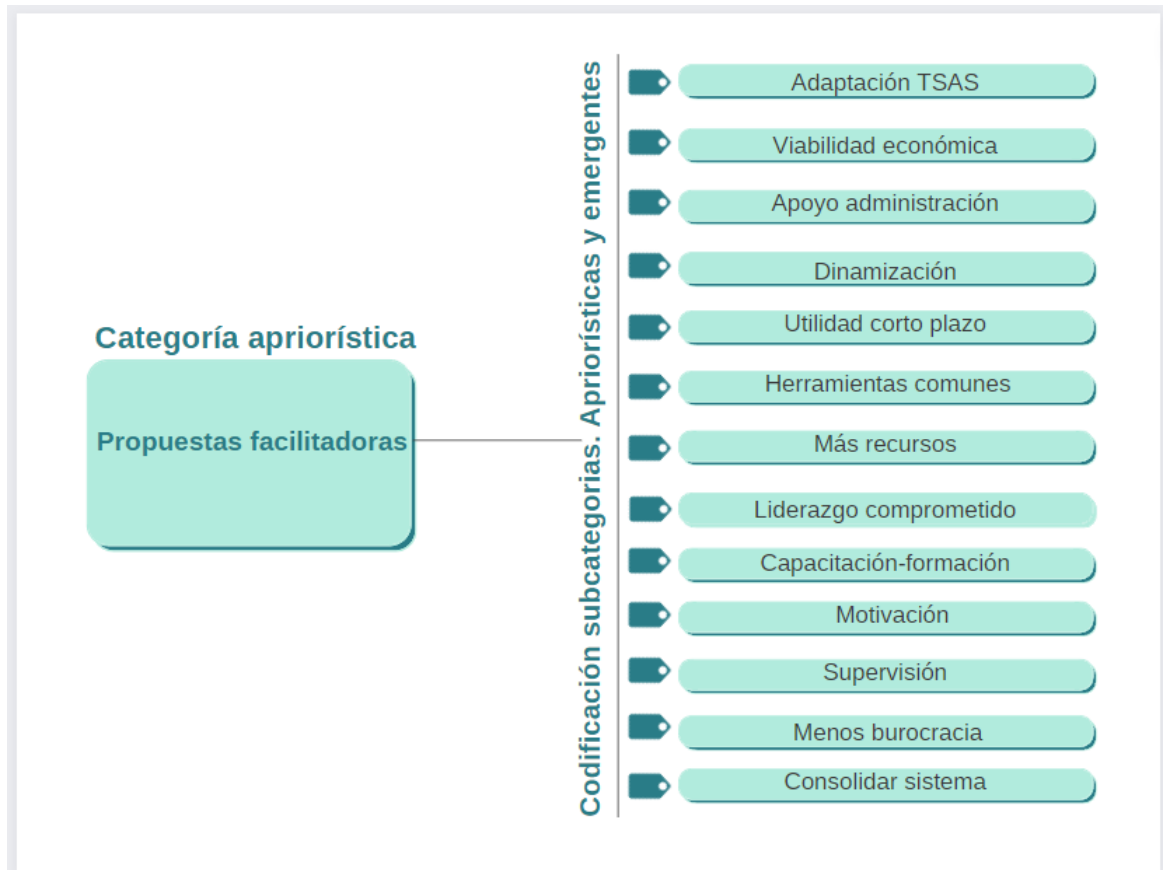 Categoría apriorística
Propuestas facilitadoras
Codificación subcategorias. Apriorísticas y emergentes
Adaptación TSAS
Viabilidad económica
Apoyo administración
Dinamización
Utilidad corto plazo
Herramientas comunes
Más recursos
Liderazgo comprometido
Capacitación-formación
Motivación
Supervisión
Menos burocracia
Consolidar sistema